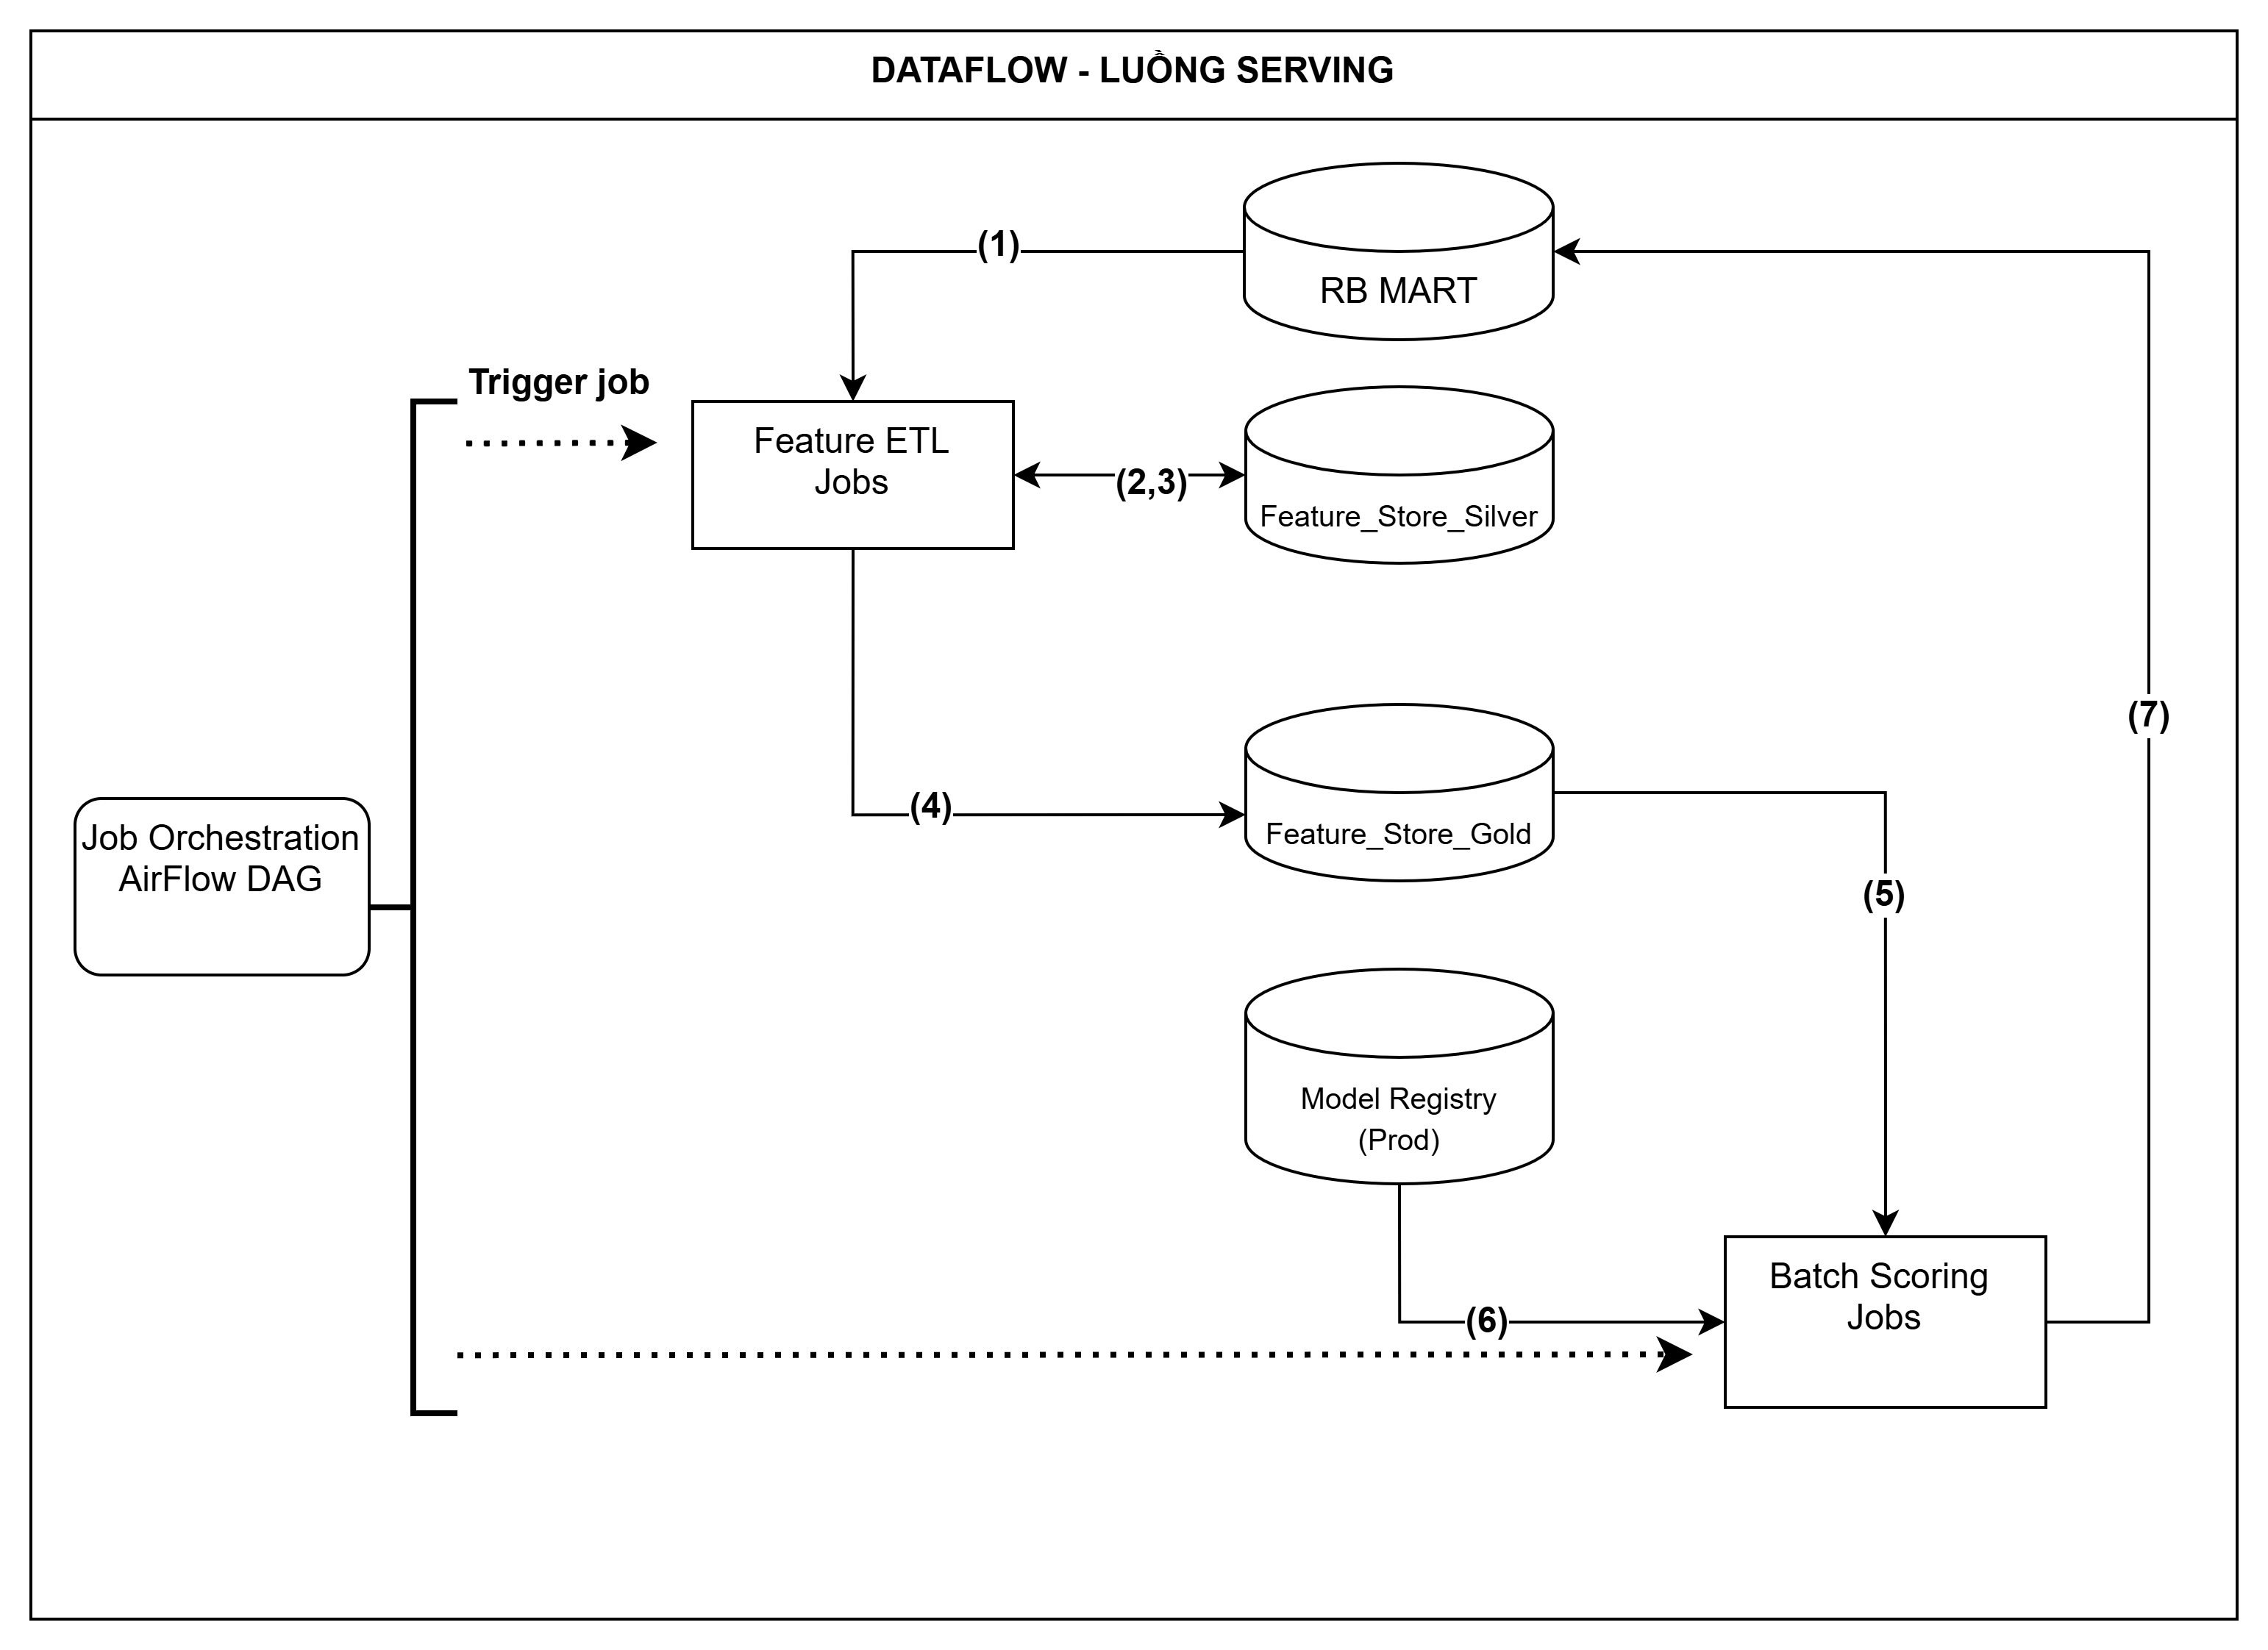 DATAFLOW - LUỒNG SERVING
(1)
RB MART
Trigger job
Feature ETL
Jobs
(2,3)
Feature_Store_Silver
(7)
(4)
Feature_Store_Gold
Job Orchestration
AirFlow DAG
(5)
Model Registry
(Prod)
(6)
Batch Scoring
Jobs